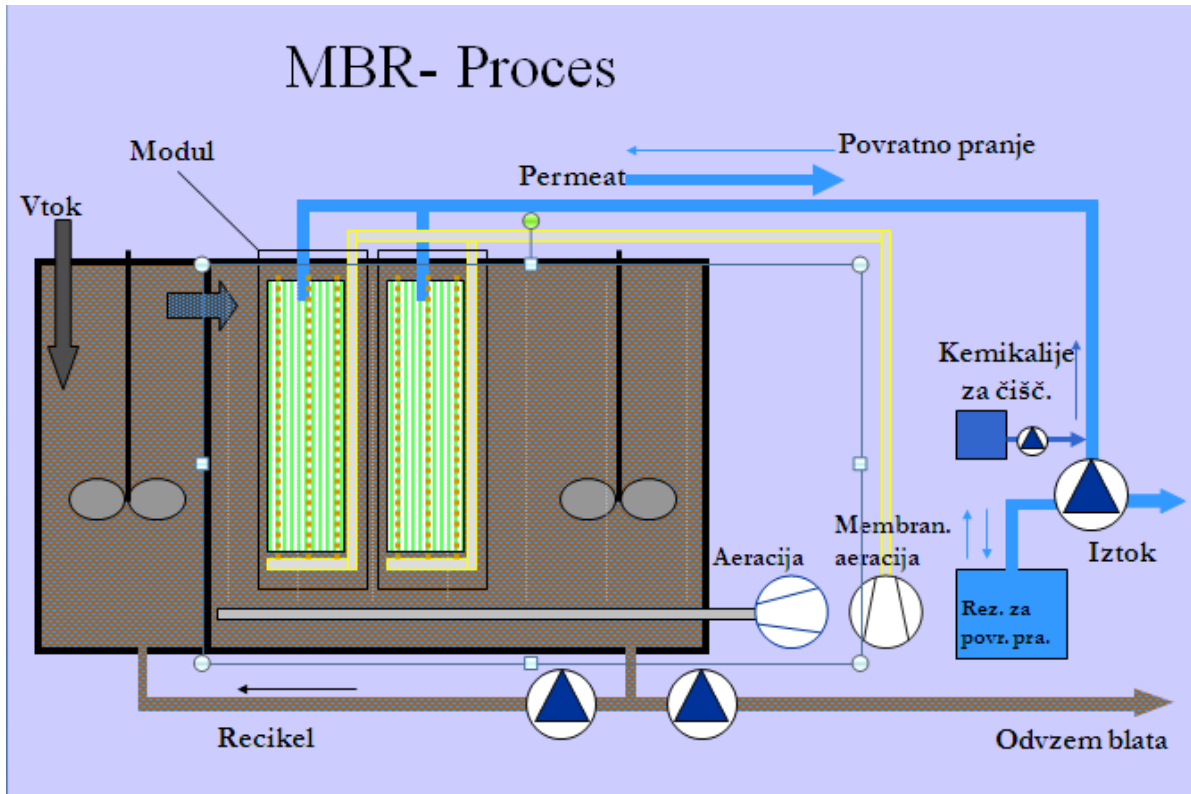 MBR- Proces
Povratno pranje
Modul
Permeat
Vtok
Kemikalije
za čišč.
Membran.
Aeracija
aeracija
Iztok
Rez. za
povr. pra.
Recikel
Odvzem blata